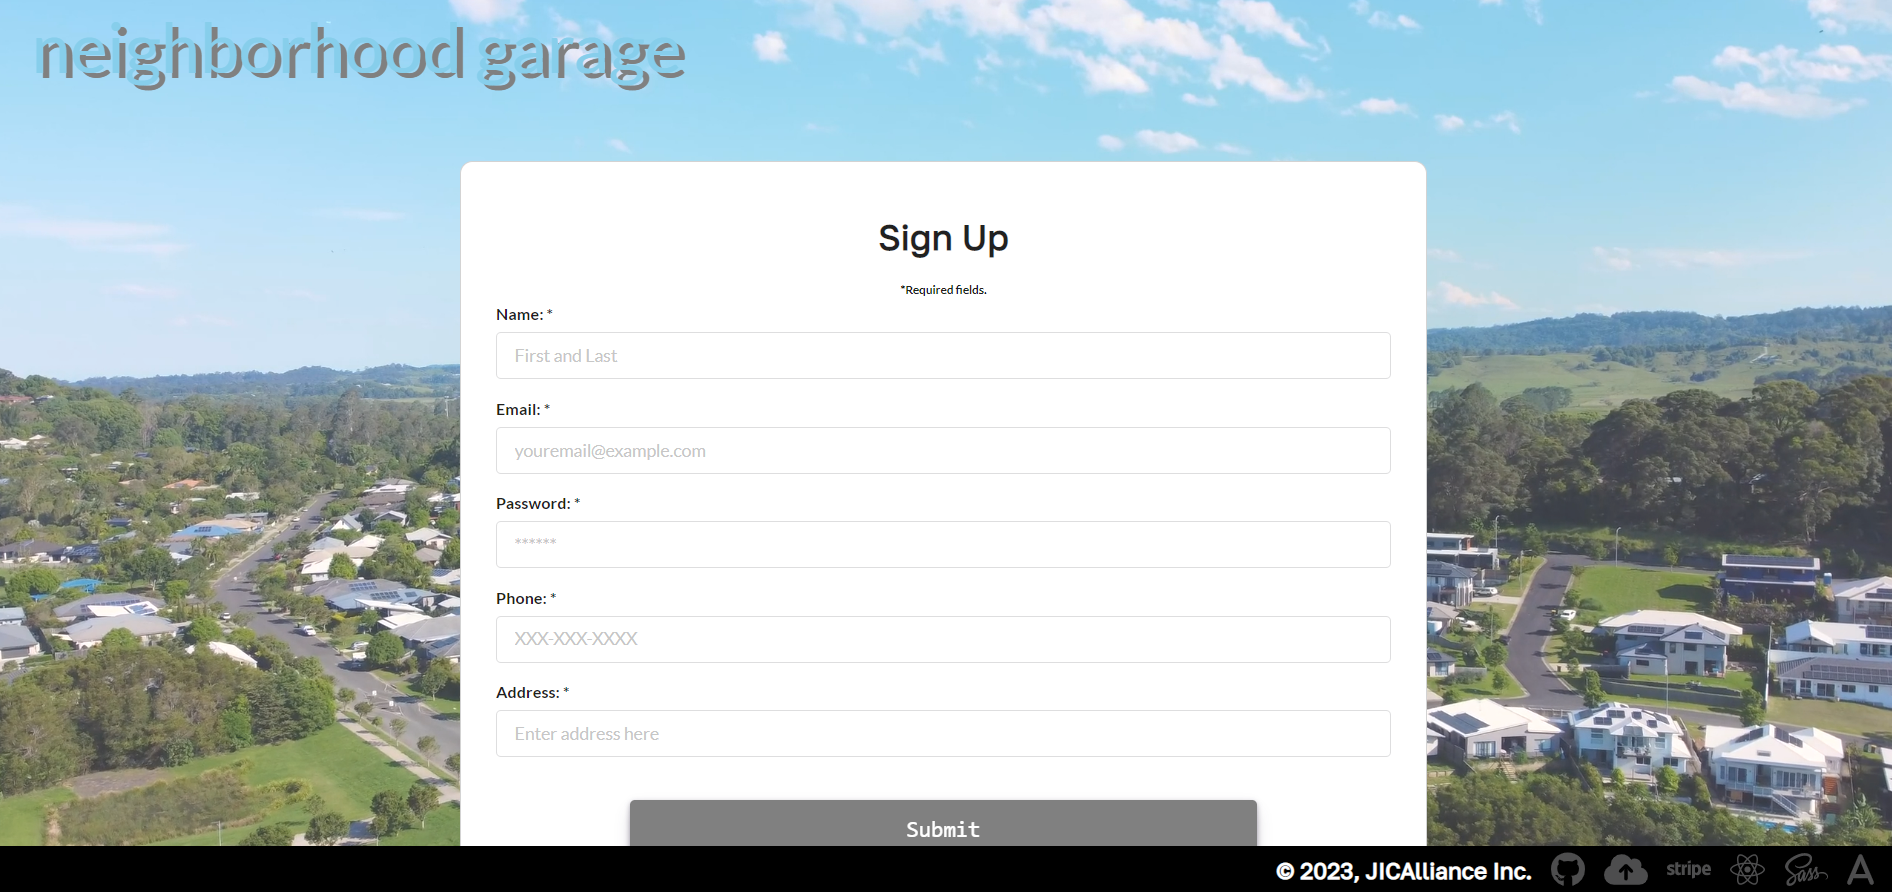 neighborhood garage
Sign Up
*Required fields.
Name: *
First and Last
Email: *
youremail@example.com
Password: *
******
Phone: *
XXX-XXX-XXXX
Address: *
Enter address here
Submit
© 2023, JICAlliance Inc.
stripe
Sass